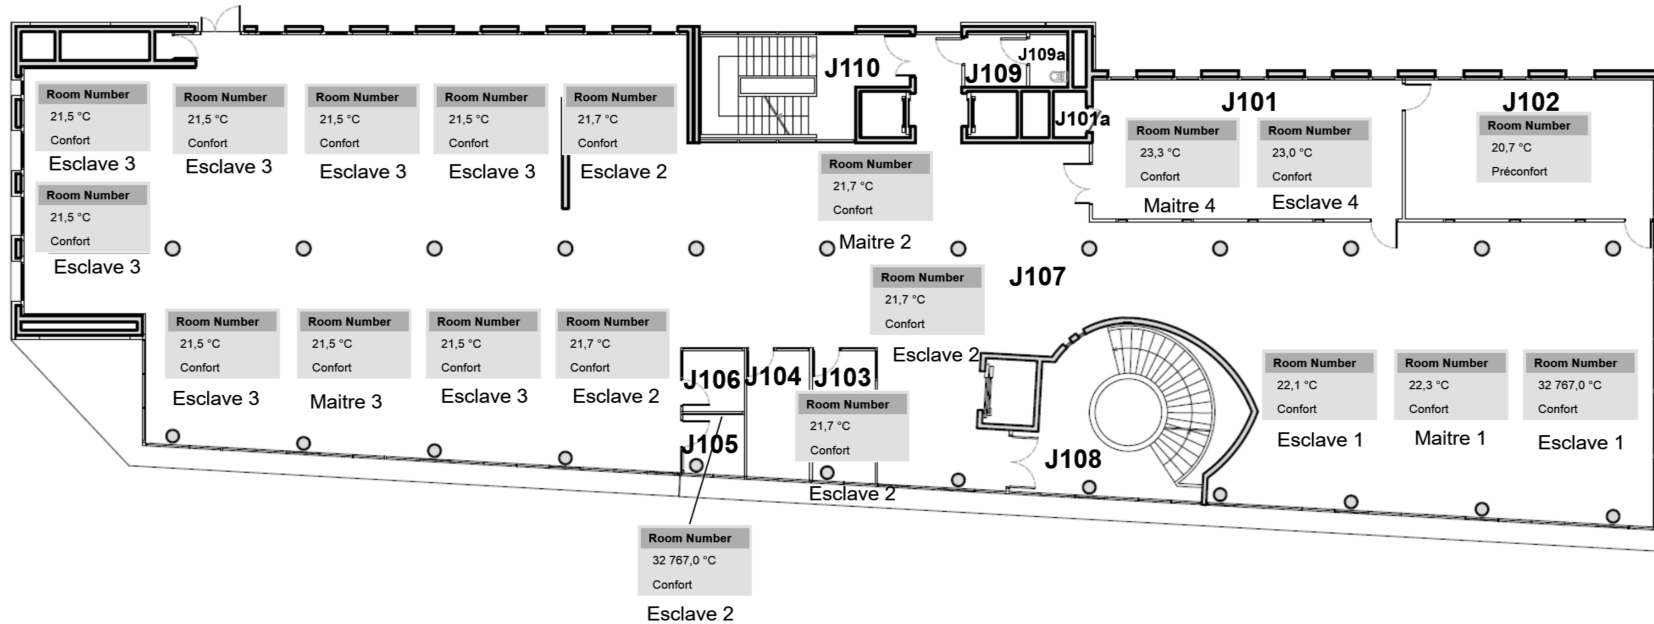 J110
J109
J109a
J101a
J101
J102
Room Number
21,5 °C
Confort
Esclave 3
Room Number
21,5 °C
Confort
Esclave 3
Room Number
21,5 °C
Confort
Esclave 3
Room Number
21,5 °C
Confort
Esclave 3
Room Number
21,7 °C
Confort
Esclave 2
Room Number
21,7 °C
Confort
Maitre 2
Room Number
23,3 °C
Confort
Maitre 4
Room Number
23,0 °C
Confort
Esclave 4
Room Number
20,7 °C
Préconfort
Room Number
21,5 °C
Confort
Esclave 3
J107
Room Number
21,7 °C
Confort
Esclave 2
Room Number
21,5 °C
Confort
Esclave 3
Room Number
21,5 °C
Confort
Maitre 3
Room Number
21,5 °C
Confort
Esclave 3
Room Number
21,7 °C
Confort
Esclave 2
J106
J104
J103
Room Number
21,7 °C
Confort
Esclave 2
J105
J108
Room Number
22,1 °C
Confort
Esclave 1
Room Number
22,3 °C
Confort
Maitre 1
Room Number
32 767,0 °C
Confort
Esclave 1
Room Number
32 767,0 °C
Confort
Esclave 2